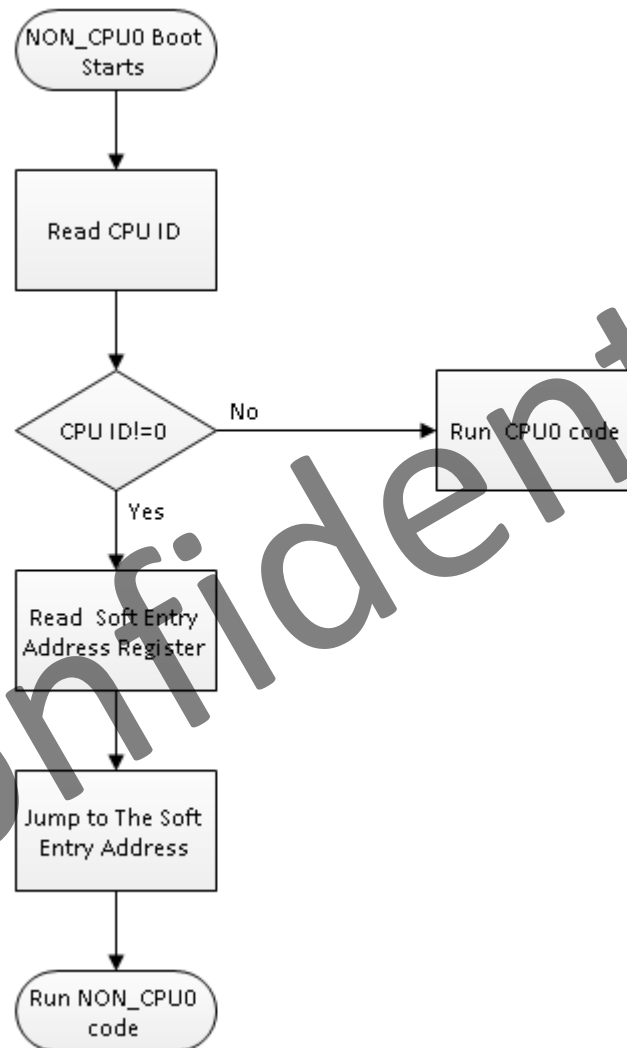 NON_CPU0 Boot
Starts
Read CPU ID
CPU ID!=0
No
Run CPU0 code
Yes
Read Soft Entry
Address Register
Jump to The Soft
Entry Address
Run NON_CPU0
code
onfident